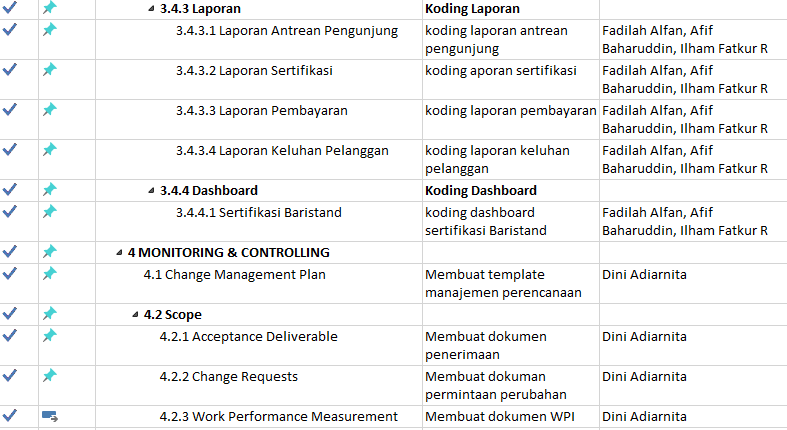 3.4.3 Laporan Koding Laporan
3.4.3.1 Laporan Antrean Pengunjung koding laporan antrean Fadilah Alfan, Afif
pengunjung Baharuddin, Ilham Fatkur R
3.4.3.2 Laporan Sertifikasi koding aporan sertifikasi Fadilah Alfan, Afif
Baharuddin, Ilham Fatkur R
3.4.3.3 Laporan Pembayaran koding laporan pembayaran Fadilah Alfan, Afif
Baharuddin, Ilham Fatkur R
3.4.3.4 Laporan Keluhan Pelanggan koding laporan keluhan Fadilah Alfan, Afif
pelanggan Baharuddin, Ilham Fatkur R
3.4.4 Dashboard Koding Dashboard
3.4.4.1 Sertifikasi Baristand koding dashboard Fadilah Alfan, Afif
sertifikasi Baristand Baharuddin, Ilham Fatkur R
4 MONITORING & CONTROLLING
4.1 Change Management Plan Membuat template Dini Adiarnita
manajemen perencanaan
4.2 Scope
4.2.1 Acceptance Deliverable Membuat dokumen Dini Adiarnita
penerimaan
4.2.2 Change Requests Membuat dokuman Dini Adiarnita
permintaan perubahan
4.2.3 Work Performance Measurement Membuat dokumen WPI Dini Adiarnita